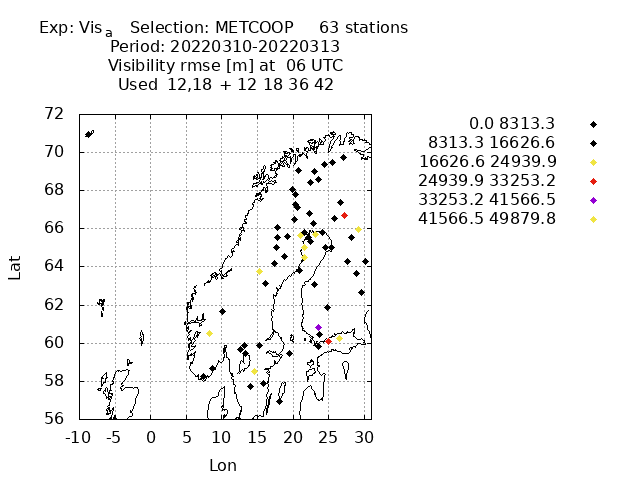 Exp: Vis a Selection: METCOOP 63 stations
Period: 20220310-20220313
Visibility rmse [m] at 06 UTC
Used 12,18 + 12 18 36 42
0.0 8313.3
8313.3 16626.6
16626.6 24939.9
24939.9 33253.2
33253.2 41566.5
41566.5 49879.8
Lat
72
70
68
66
64
62
60
58
56
-10 -5 0 5 10 15 20 25 30
Lon